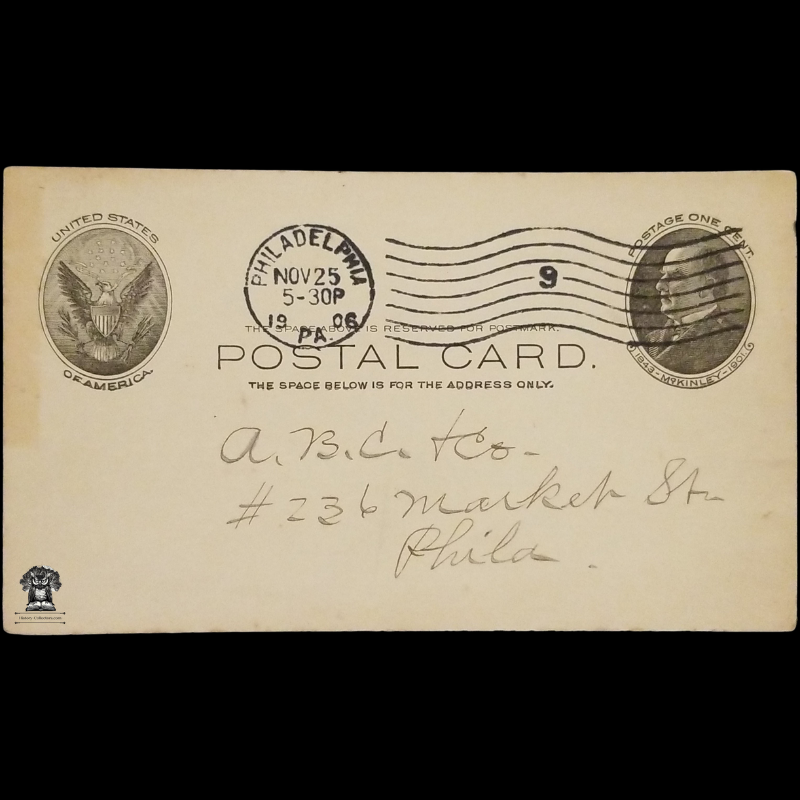 UNITED STATES
OF AMERICA.
PHILADELPHIA
NOV 25
5-30P
19 06
PA.
9
POSTAGE ONE CENT.
1843-McKINLEY-1901
THE SPACE ABOVE IS RESERVED FOR POSTMARK.
POSTAL CARD.
THE SPACE BELOW IS FOR THE ADDRESS ONLY.
A. B. C. & Co-
#236 Market St
Phila.